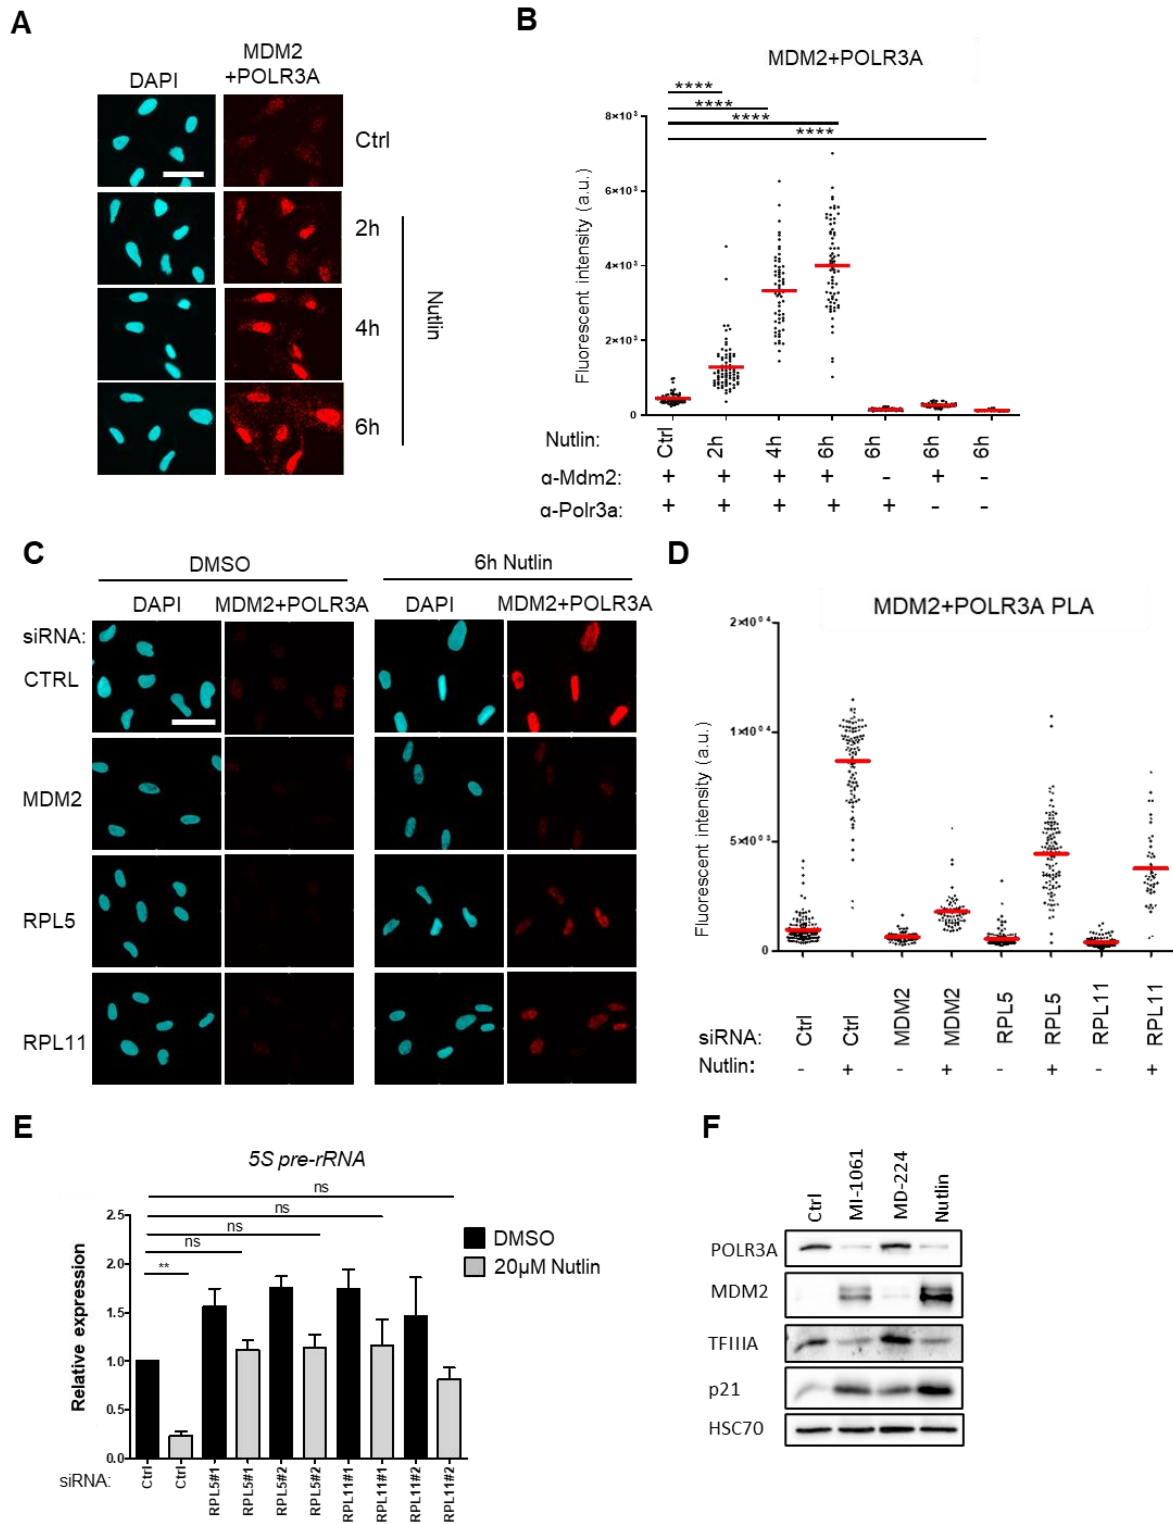 A
DAPI
MDM2
+POLR3A
Ctrl
2h
4h
6h
Nutlin
B
MDM2+POLR3A
****
****
****
****
Fluorescent intensity (a.u.)
8×10³
6×10³
4×10³
2×10³
0
Nutlin: Ctrl 2h 4h 6h 6h 6h 6h
α-Mdm2: + + + + - + -
α-Polr3a: + + + + + - -
C
DMSO
6h Nutlin
DAPI MDM2+POLR3A DAPI MDM2+POLR3A
siRNA:
CTRL
MDM2
RPL5
RPL11
D
MDM2+POLR3A PLA
Fluorescent intensity (a.u.)
2×10⁰⁴
1×10⁰⁴
5×10⁰³
0
siRNA: Ctrl Ctrl MDM2 MDM2 RPL5 RPL5 RPL11 RPL11
Nutlin: - + - + - + - +
E
5S pre-rRNA
ns
ns
ns
ns
**
Relative expression
2.5
2.0
1.5
1.0
0.5
0.0
DMSO
20μM Nutlin
siRNA: Ctrl Ctrl RPL5#1 RPL5#1 RPL5#2 RPL5#2 RPL11#1 RPL11#1 RPL11#2 RPL11#2
F
Ctrl MI-1061 MD-224 Nutlin
POLR3A
MDM2
TFIIIA
p21
HSC70